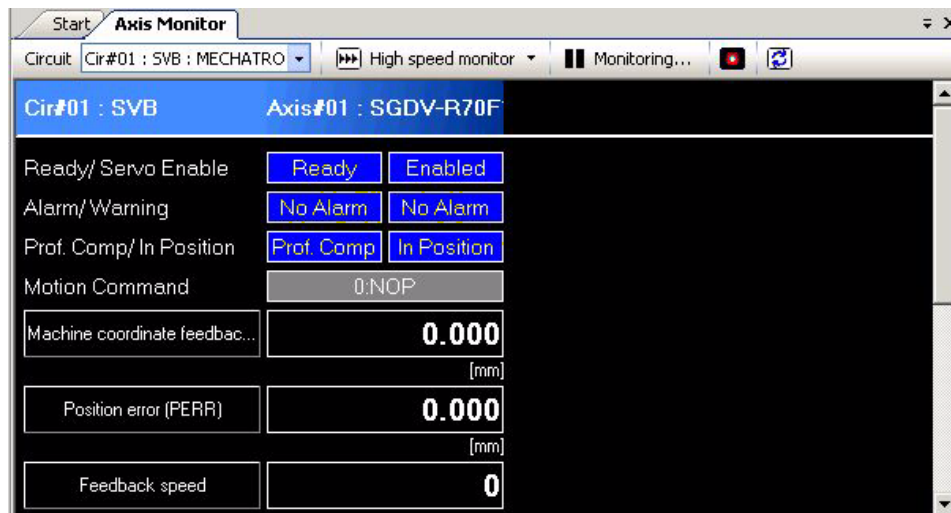 Start Axis Monitor
Circuit Cir#01 : SVB : MECHATRO High speed monitor Monitoring...
Cir#01 : SVB Axis#01 : SGDV-R70F
Ready/ Servo Enable Ready Enabled
Alarm/ Warning No Alarm No Alarm
Prof. Comp/ In Position Prof. Comp In Position
Motion Command 0:NOP
Machine coordinate feedbac... 0.000
[mm]
Position error (PERR) 0.000
[mm]
Feedback speed 0